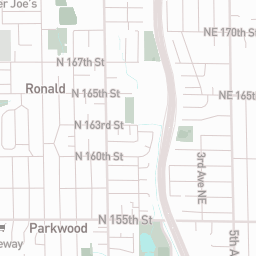 er Joe's
NE 170th St
N 167th St
Ronald
N 165th St
NE 165t
N 163rd St
N 160th St
3rd Ave NE
N 155th St
Parkwood
5th A
eway